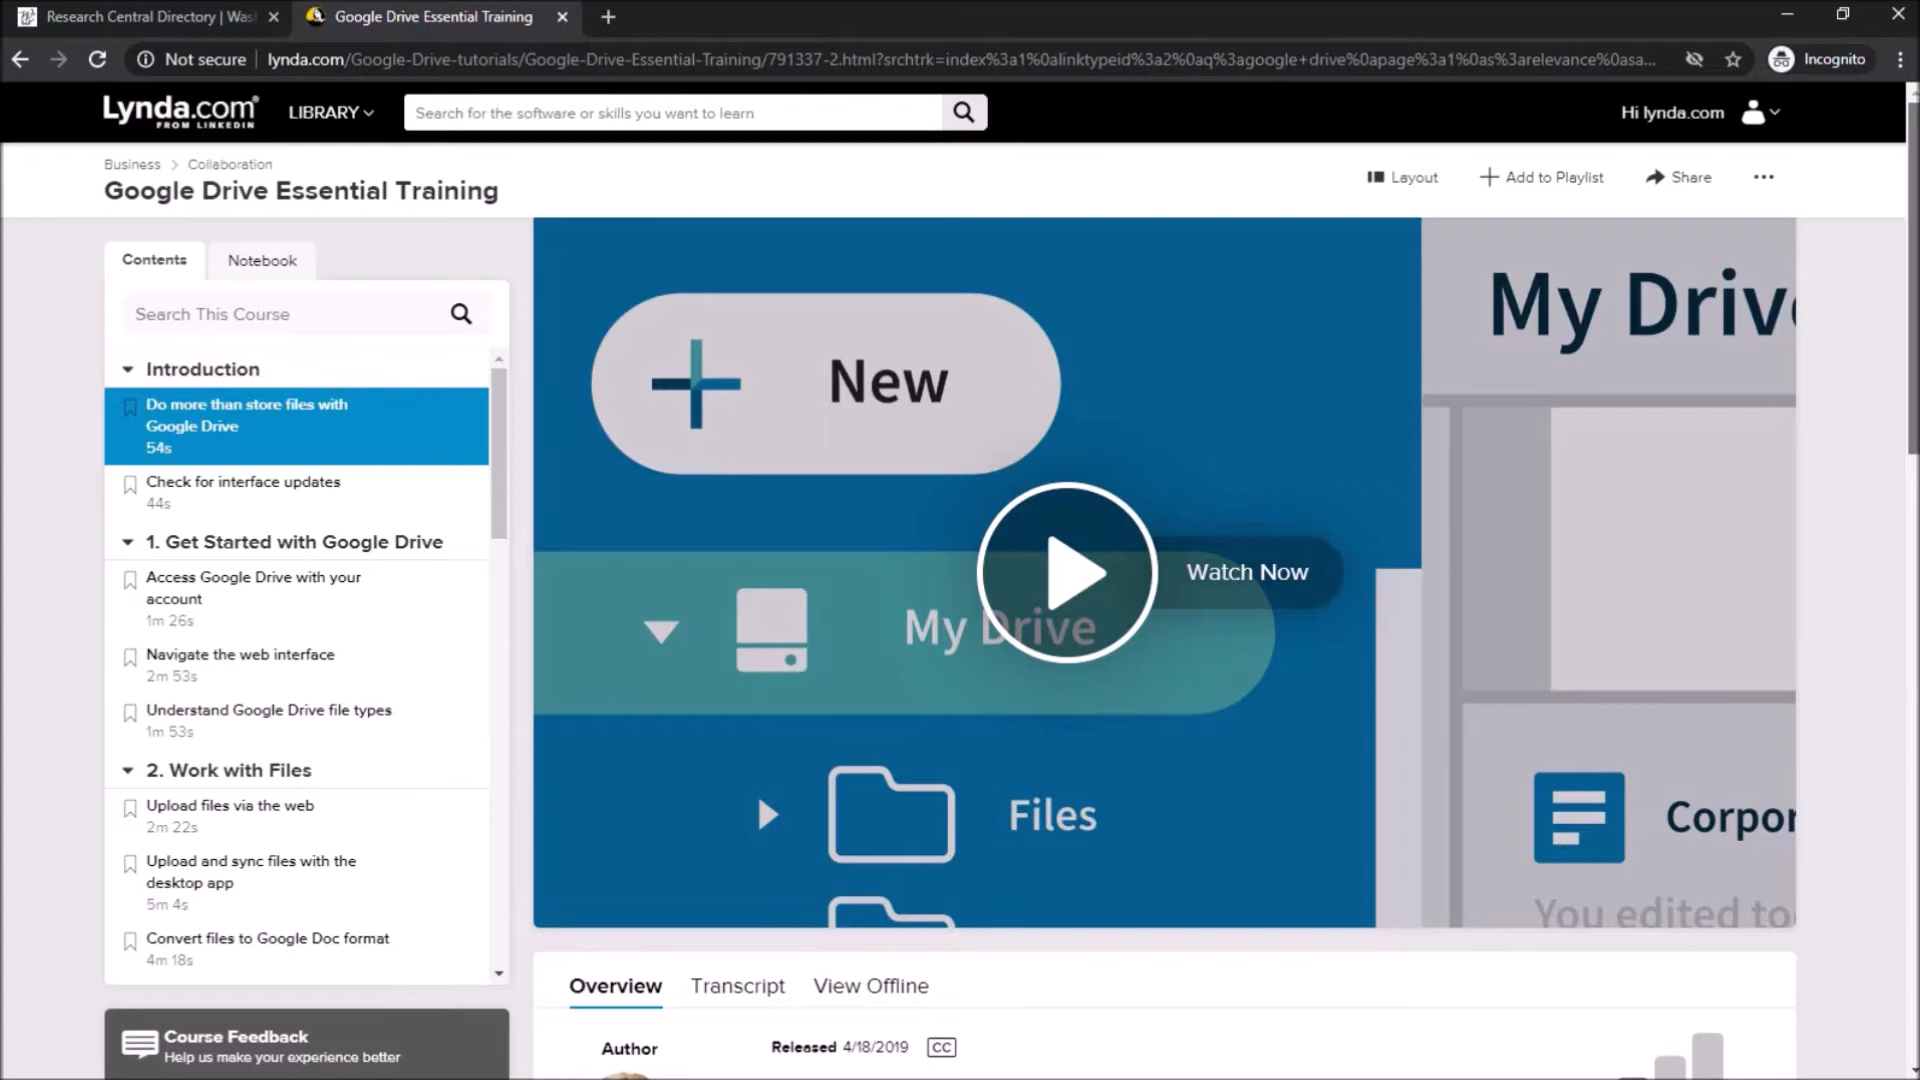 Research Central Directory | Was
Google Drive Essential Training
Not secure
lynda.com/Google-Drive-tutorials/Google-Drive-Essential-Training/791337-2.html?srchtrk=index%3a1%0alinktypeid%3a2%0aq%3agoogle+drive%0apage%3a1%0as%3arelevance%0asa...
Incognito
Lynda.com
FROM LINKEDIN
LIBRARY
Search for the software or skills you want to learn
Hi lynda.com
Business > Collaboration
Google Drive Essential Training
Layout
Add to Playlist
Share
Contents
Notebook
Search This Course
Introduction
Do more than store files with
Google Drive
54s
Check for interface updates
44s
1. Get Started with Google Drive
Access Google Drive with your
account
1m 26s
Navigate the web interface
2m 53s
Understand Google Drive file types
1m 53s
2. Work with Files
Upload files via the web
2m 22s
Upload and sync files with the
desktop app
5m 4s
Convert files to Google Doc format
4m 18s
Course Feedback
Help us make your experience better
New
My Drive
Watch Now
My Drive
Files
Corpor
You edited to
Overview
Transcript
View Offline
Author
Released 4/18/2019
CC